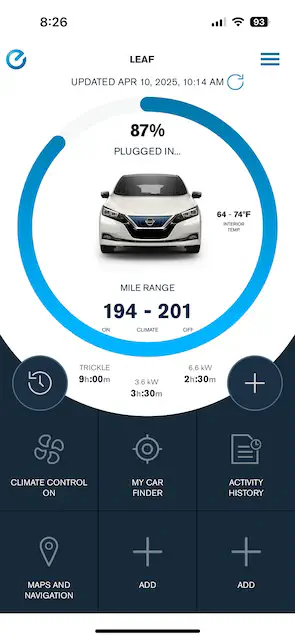 8:26
93
LEAF
UPDATED APR 10, 2025, 10:14 AM
87%
PLUGGED IN...
64 - 74°F
INTERIOR
TEMP.
MILE RANGE
194 - 201
ON CLIMATE OFF
TRICKLE
9h:00m
3.6 kW
3h:30m
6.6 kW
2h:30m
CLIMATE CONTROL
ON
MY CAR
FINDER
ACTIVITY
HISTORY
MAPS AND
NAVIGATION
ADD
ADD